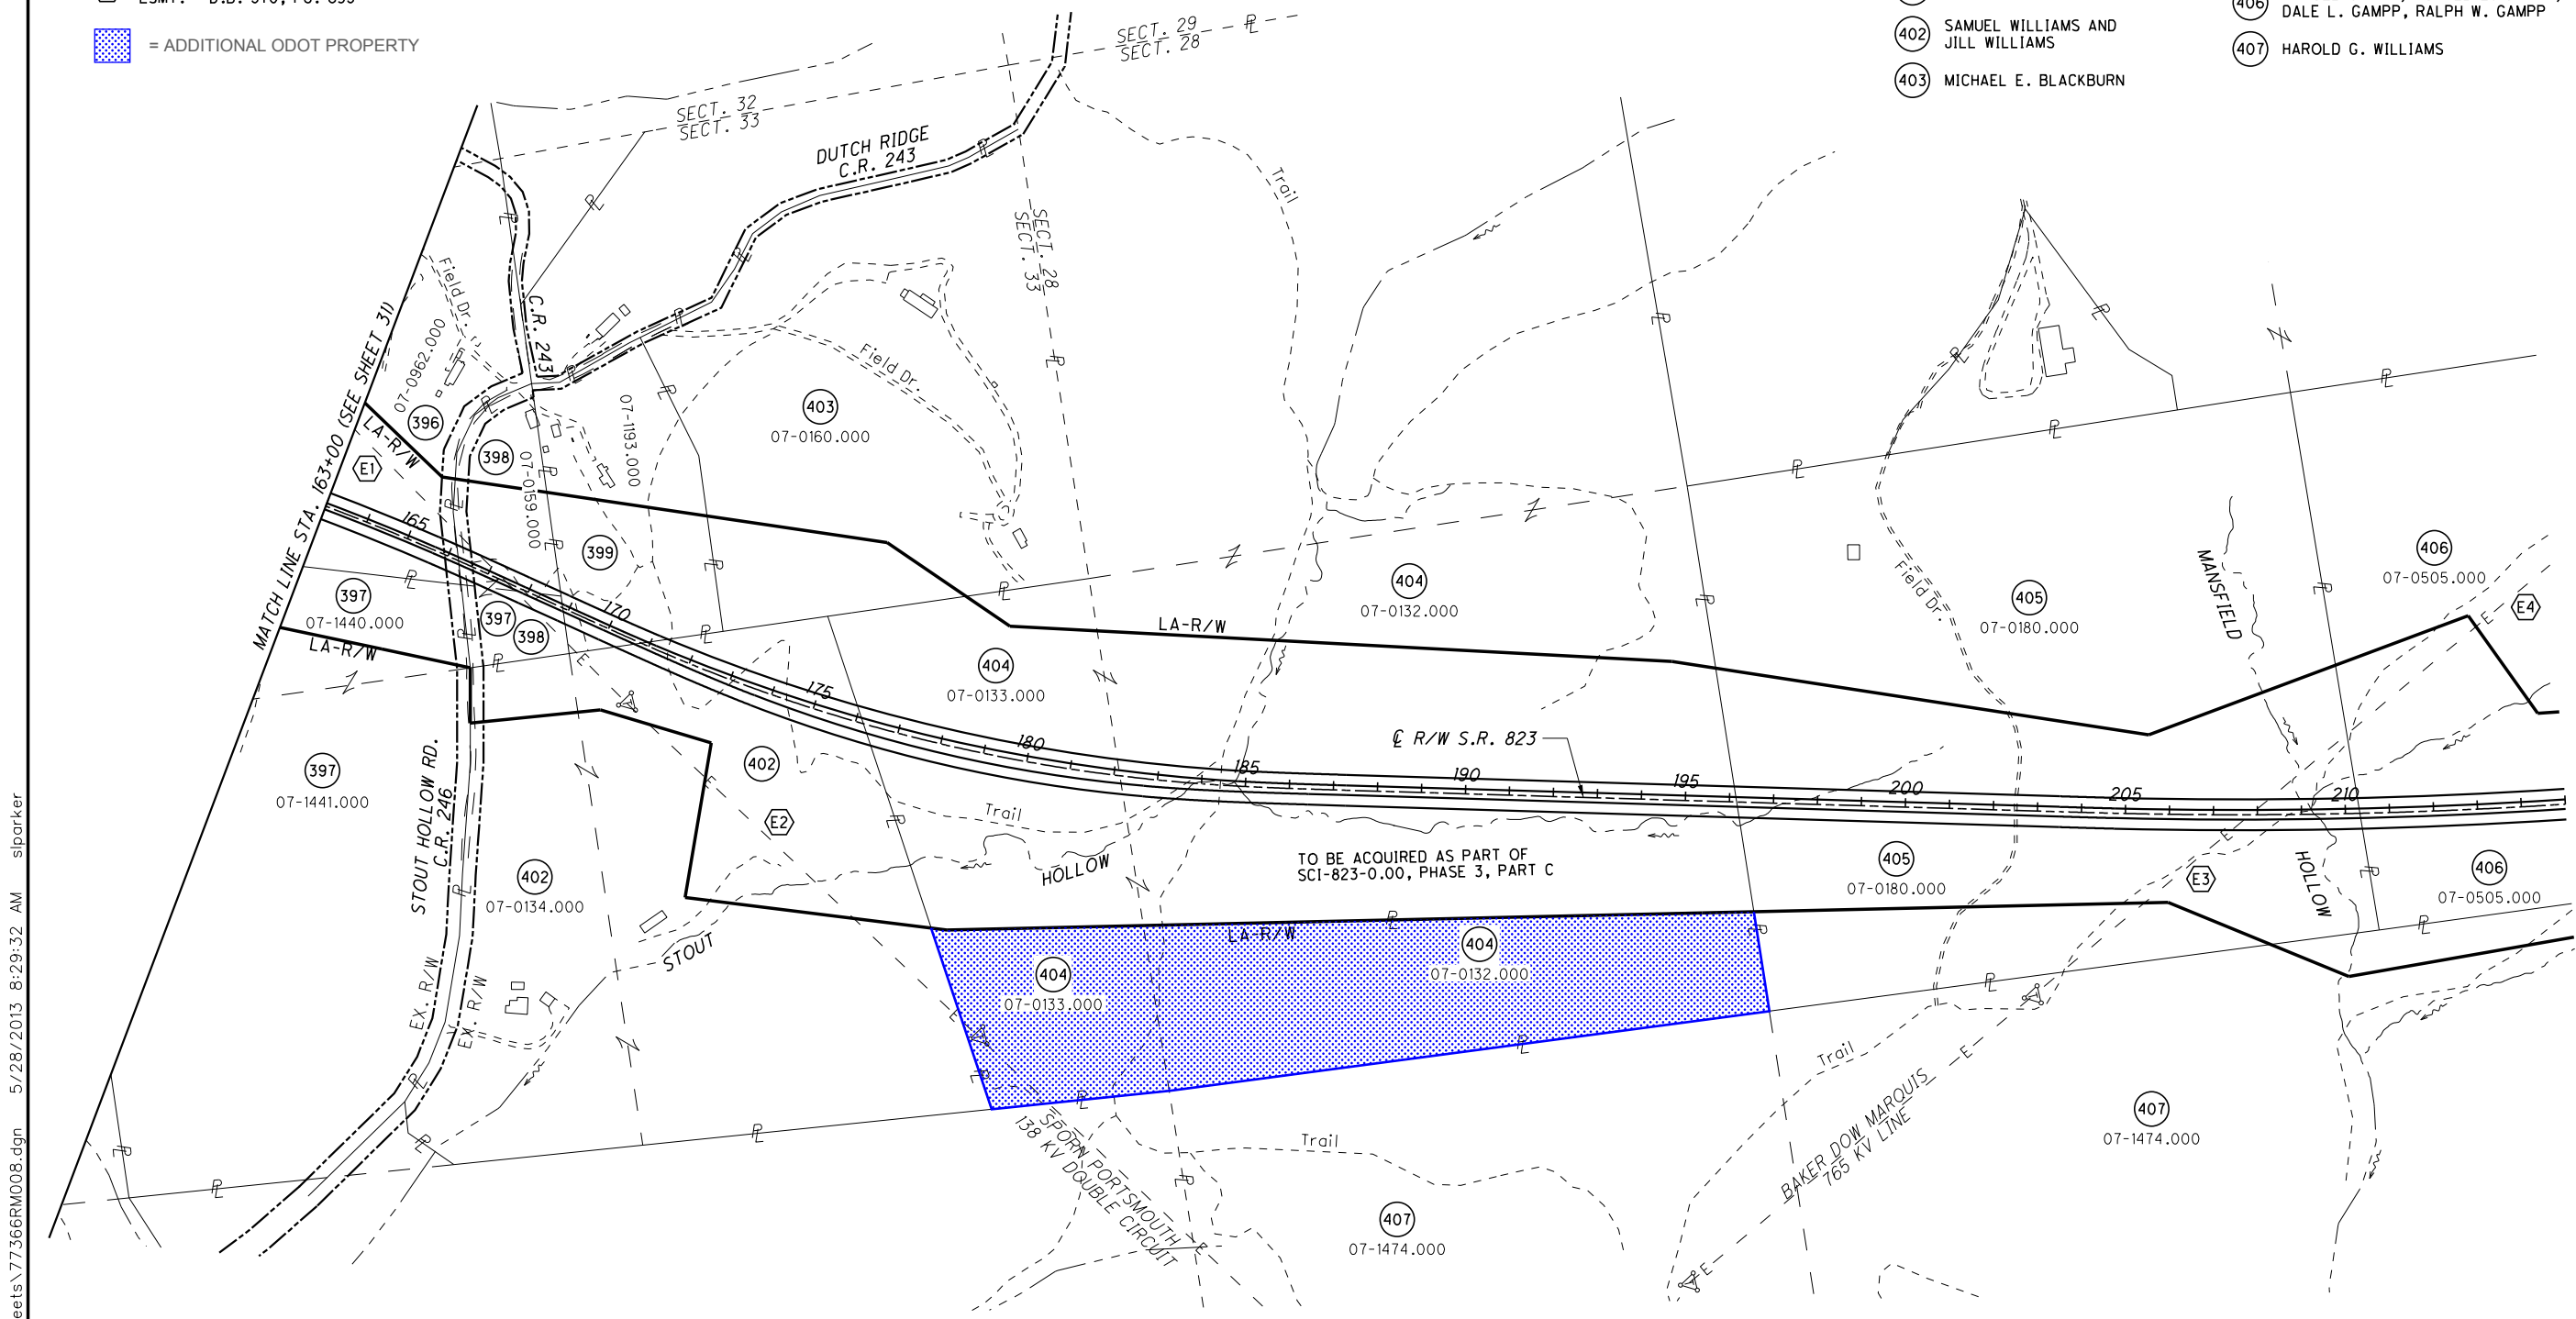 = ADDITIONAL ODOT PROPERTY
402 SAMUEL WILLIAMS AND
JILL WILLIAMS
403 MICHAEL E. BLACKBURN
406
DALE L. GAMPP, RALPH W. GAMPP
407 HAROLD G. WILLIAMS
SECT. 29
SECT. 28
SECT. 32
SECT. 33
DUTCH RIDGE
C.R. 243
Trail
SECT. 28
SECT. 33
C.R. 243
Field Dr.
07-0962.000
396
LA-R/W
E1
MATCH LINE STA. 163+00 (SEE SHEET 31)
398
07-0159.000
07-1193.000
403
07-0160.000
Field Dr.
399
165
170
175
180
185
190
195
200
205
210
397
07-1440.000
LA-R/W
397
398
404
07-0133.000
LA-R/W
404
07-0132.000
405
07-0180.000
Field Dr.
MANSFIELD
HOLLOW
406
07-0505.000
E4
℄ R/W S.R. 823
397
07-1441.000
STOUT HOLLOW RD.
C.R. 246
402
E2
402
07-0134.000
Trail
STOUT
HOLLOW
TO BE ACQUIRED AS PART OF
SCI-823-0.00, PHASE 3, PART C
405
07-0180.000
E3
406
07-0505.000
LA-R/W
404
07-0133.000
404
07-0132.000
EX. R/W
EX. R/W
SPORN PORTSMOUTH
138 KV DOUBLE CIRCUIT
Trail
Trail
BAKER DOW MARQUIS
765 KV LINE
407
07-1474.000
407
07-1474.000
eets\77366RM008.dgn 5/28/2013 8:29:32 AM slparker